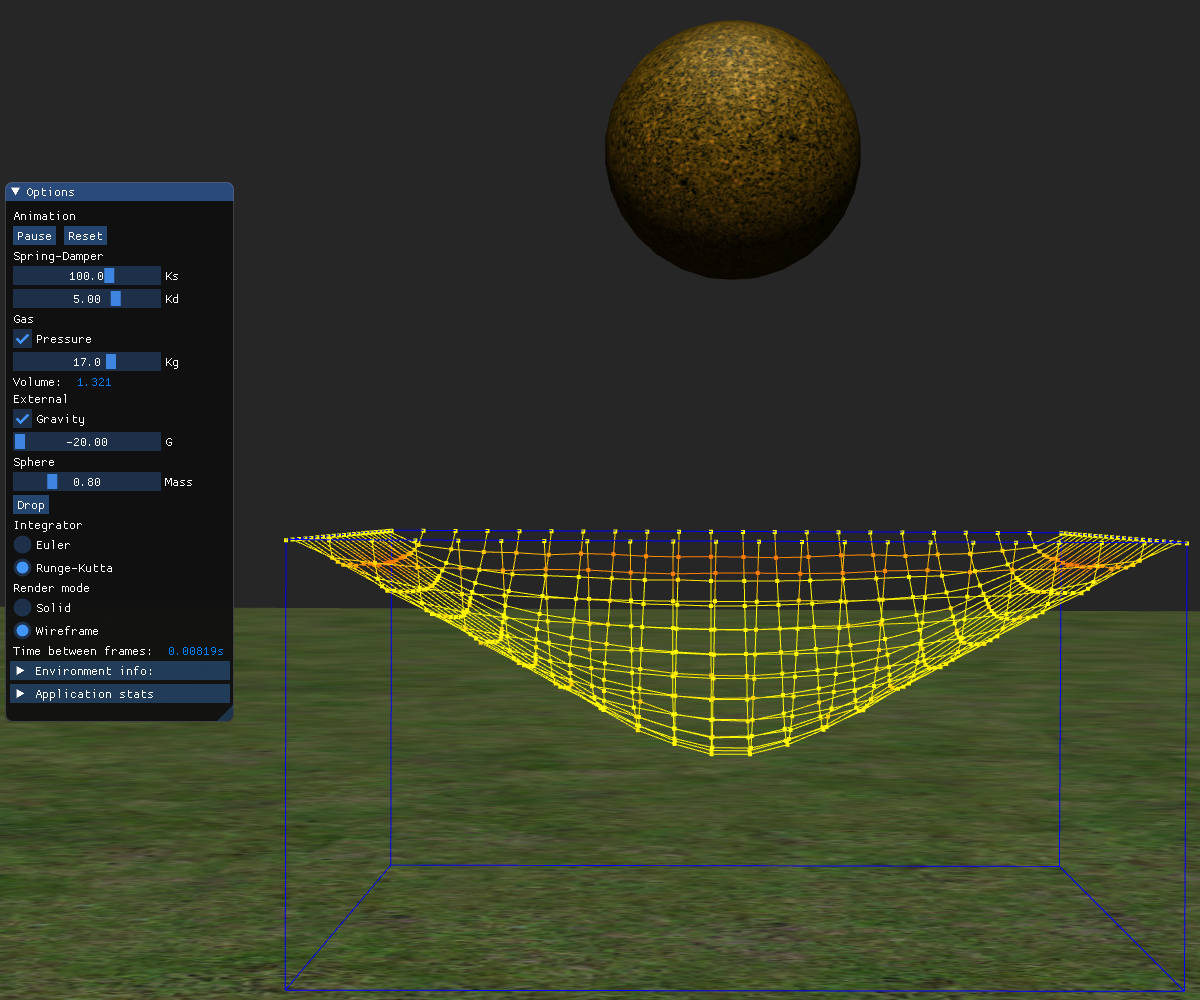 Options
Animation
Pause Reset
Spring-Damper
100.0 Ks
5.00 Kd
Gas
Pressure
17.0 Kg
Volume: 1.321
External
Gravity
-20.00 G
Sphere
0.80 Mass
Drop
Integrator
Euler
Runge-Kutta
Render mode
Solid
Wireframe
Time between frames: 0.00819s
Environment info:
Application stats